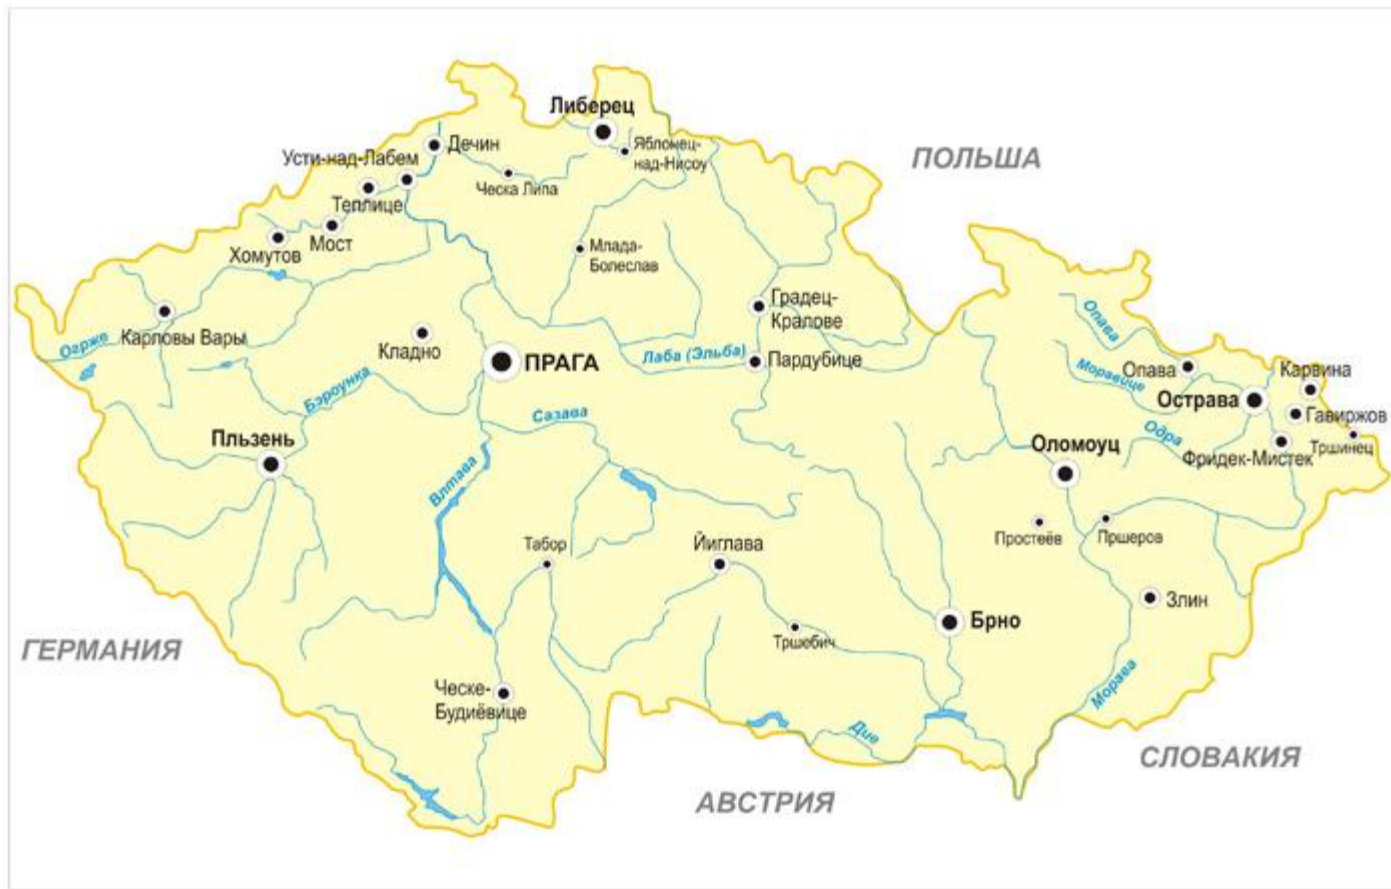 Либерец
Яблонец-
над-Нисоу
Дечин
Усти-над-Лабем
Ческа Липа
Теплице
Мост
Хомутов
ПОЛЬША
Млада-
Болеслав
Карловы Вары
Огрже
Кладно
Градец-
Кралове
ПРАГА
Лаба (Эльба)
Пардубице
Опава
Моравице
Опава
Карвина
Острава
Гавиржов
Одра
Тршинец
Фридек-Мистек
Бэроунка
Сазава
Пльзень
Оломоуц
Влтава
Табор
Йиглава
Простеёв
Пршеров
Злин
Брно
Тршебич
ГЕРМАНИЯ
Ческе-
Будиёвице
Морава
Дие
СЛОВАКИЯ
АВСТРИЯ